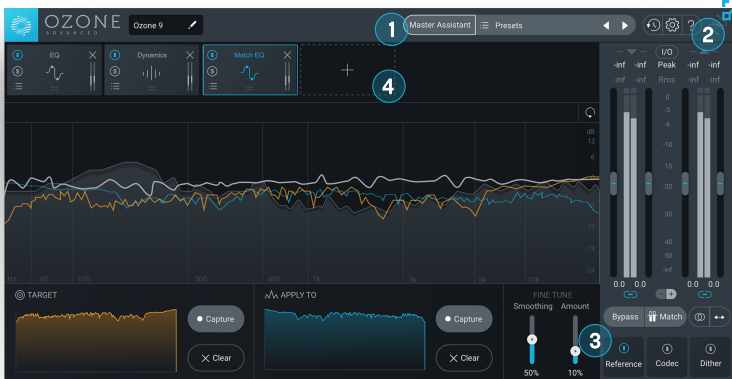 OZONE
ADVANCED
Ozone 9
1
Master Assistant
Presets
?
2
EQ
S
Dynamics
S
Match EQ
S
+
4
I/O
-inf -inf Peak -inf -inf
-inf -inf Rms -inf -inf
dB
12
6
-12
-18
-24
Hz 60 100 300 600 1k 3k 6k 10k
0
-3
-6
-10
-15
-20
-30
-40
-50
-inf
0.0 0.0 0.0 0.0
- +
TARGET
Capture
Clear
APPLY TO
Capture
Clear
FINE TUNE
Smoothing Amount
50% 10%
3
Bypass Match
Reference Codec Dither